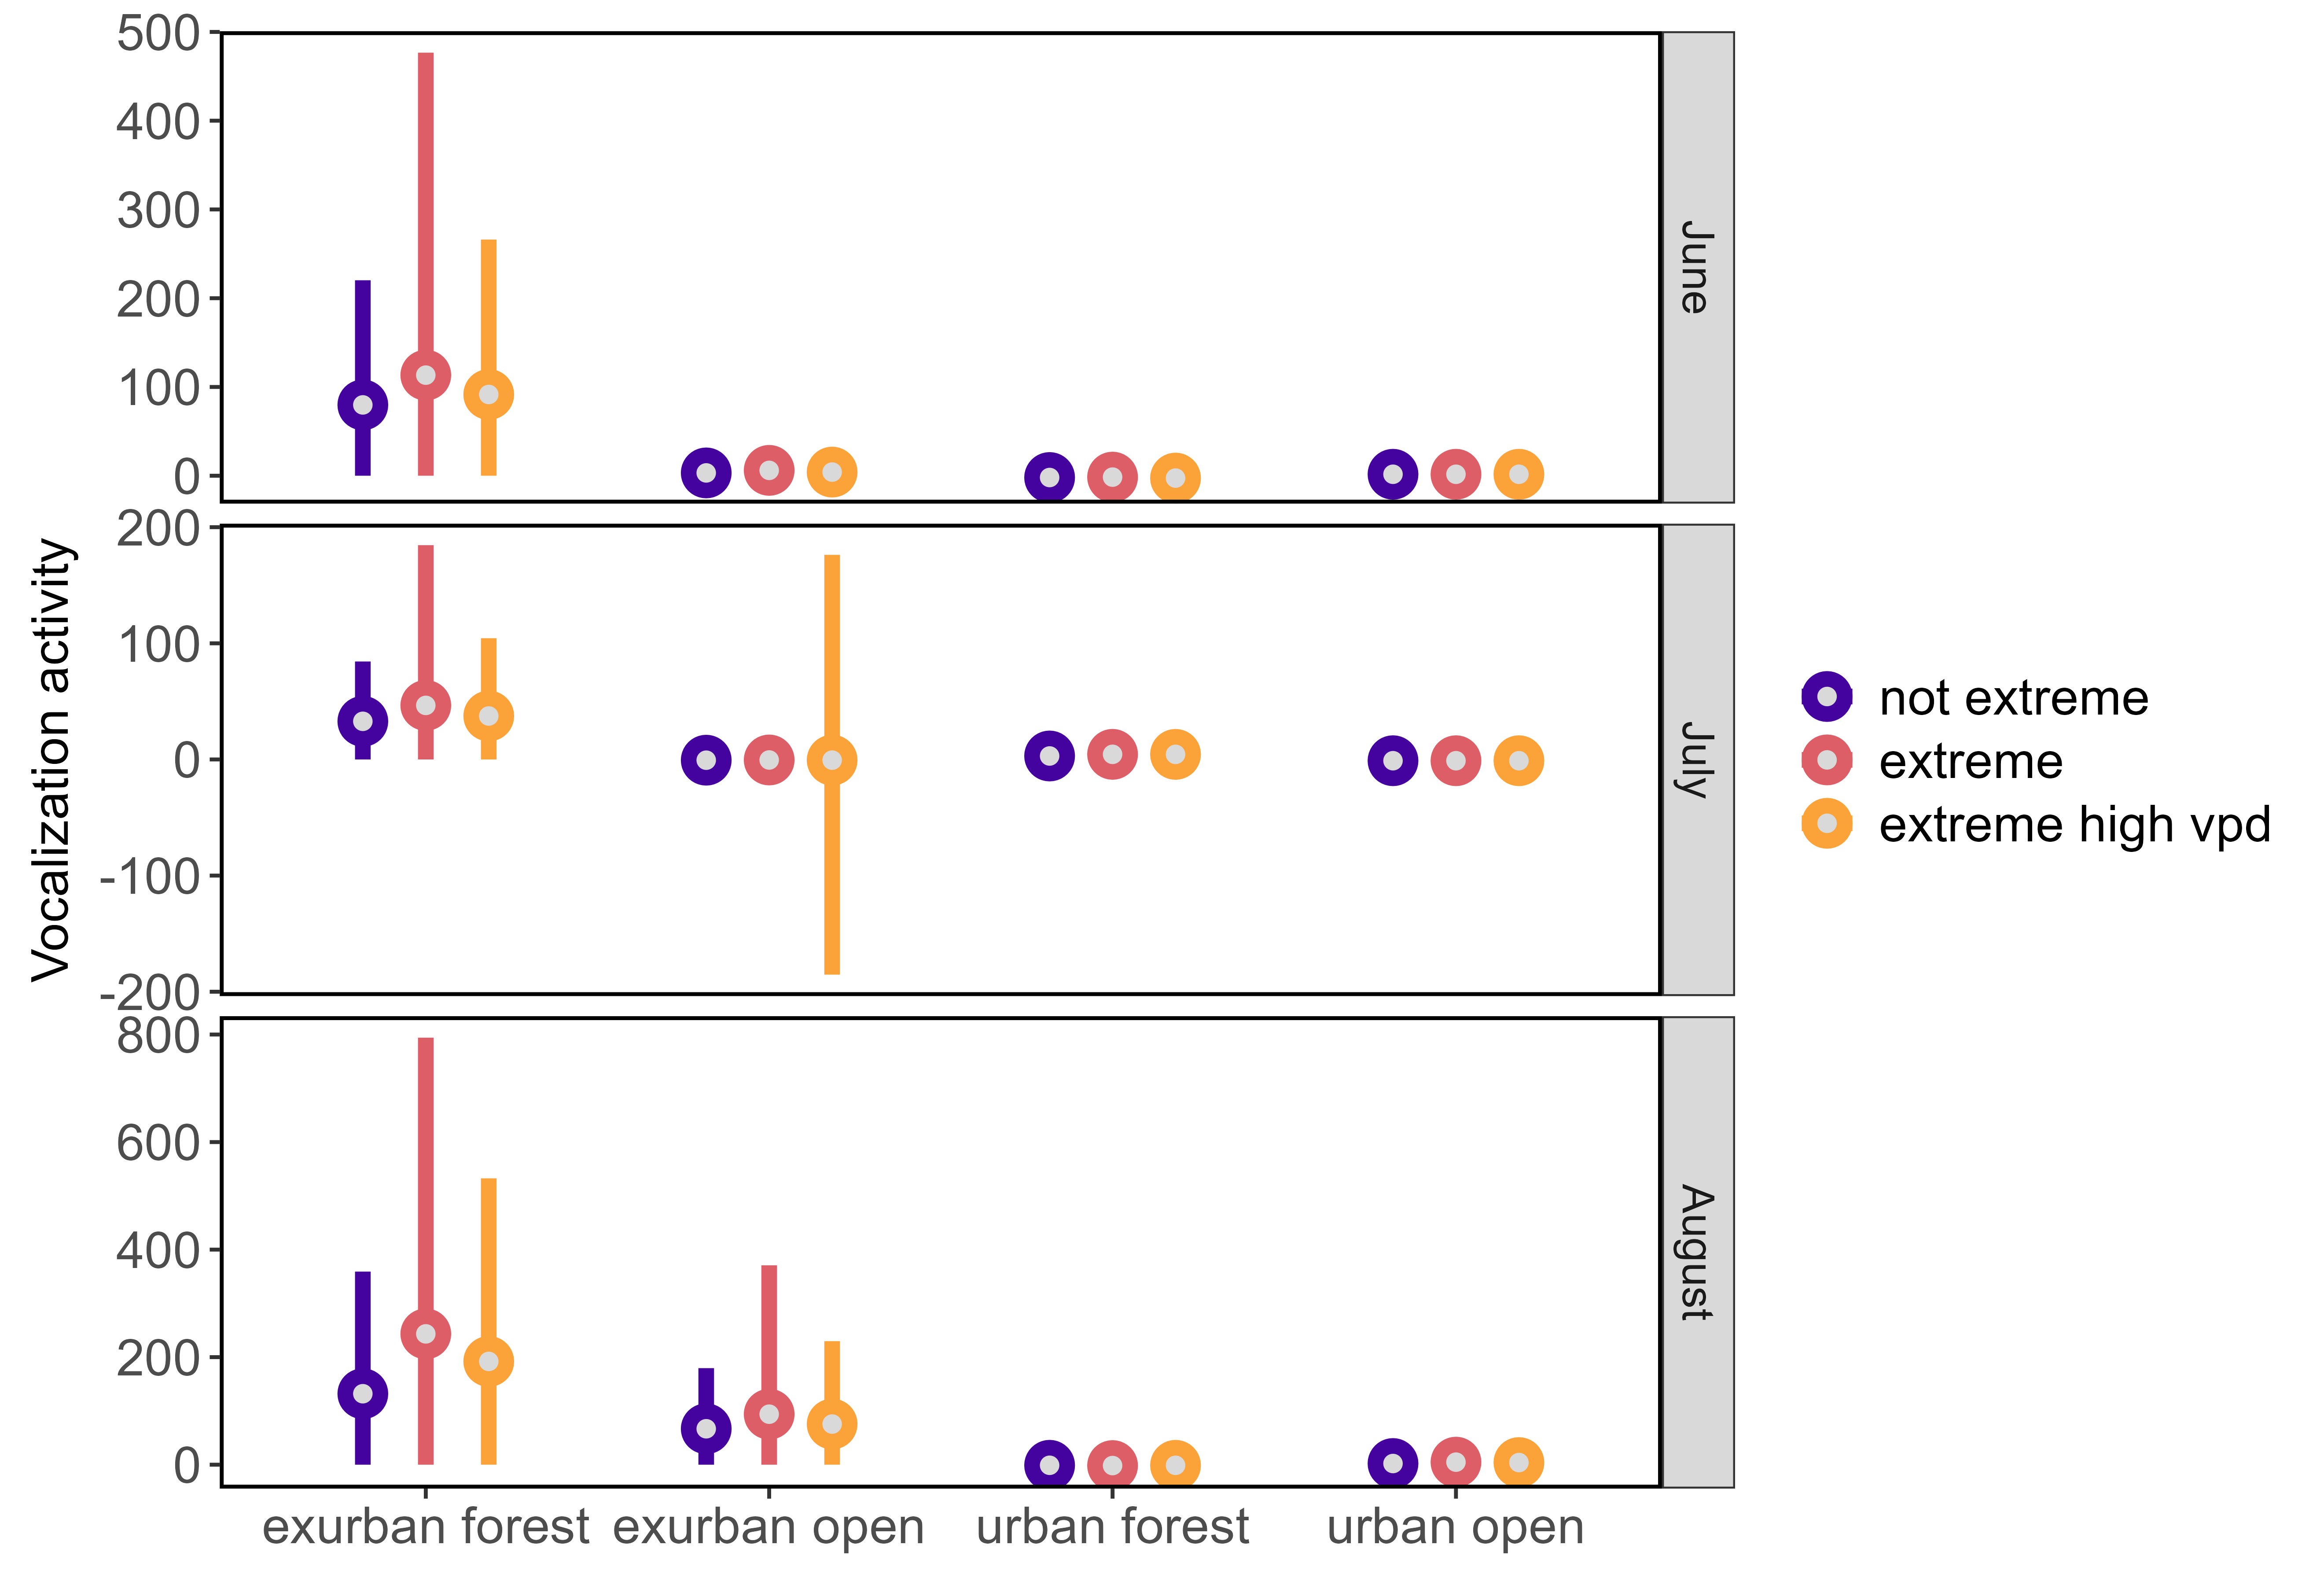 Vocalization activity
500
400
300
200
100
0
June
200
100
0
-100
-200
July
800
600
400
200
0
August
exurban forest exurban open urban forest urban open
not extreme
extreme
extreme high vpd